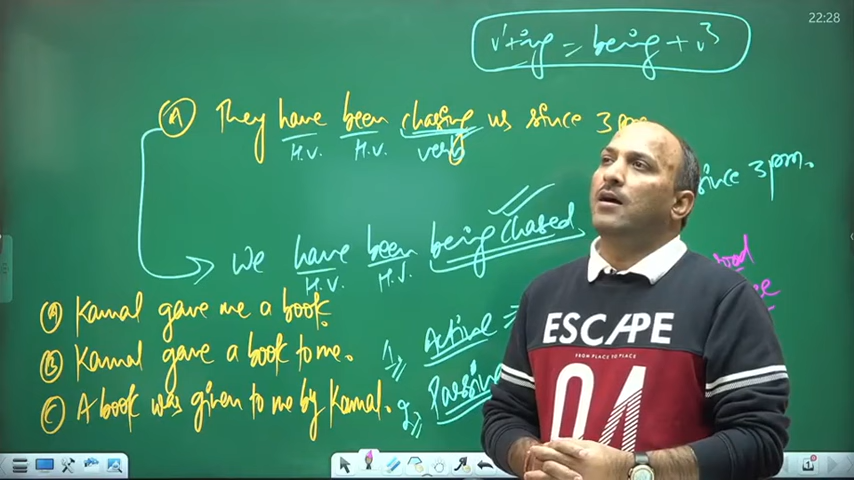 22:28
v+ing = being + v3
A They have been chasing us since 3 pm
H.V. H.V. verb
since 3 pm.
We have been being chased
H.V. H.V.
A Kamal gave me a book.
B Kamal gave a book to me.
C A book was given to me by Kamal.
1, Active =
2, Passive
ESCAPE
FROM PLACE TO PLACE
04